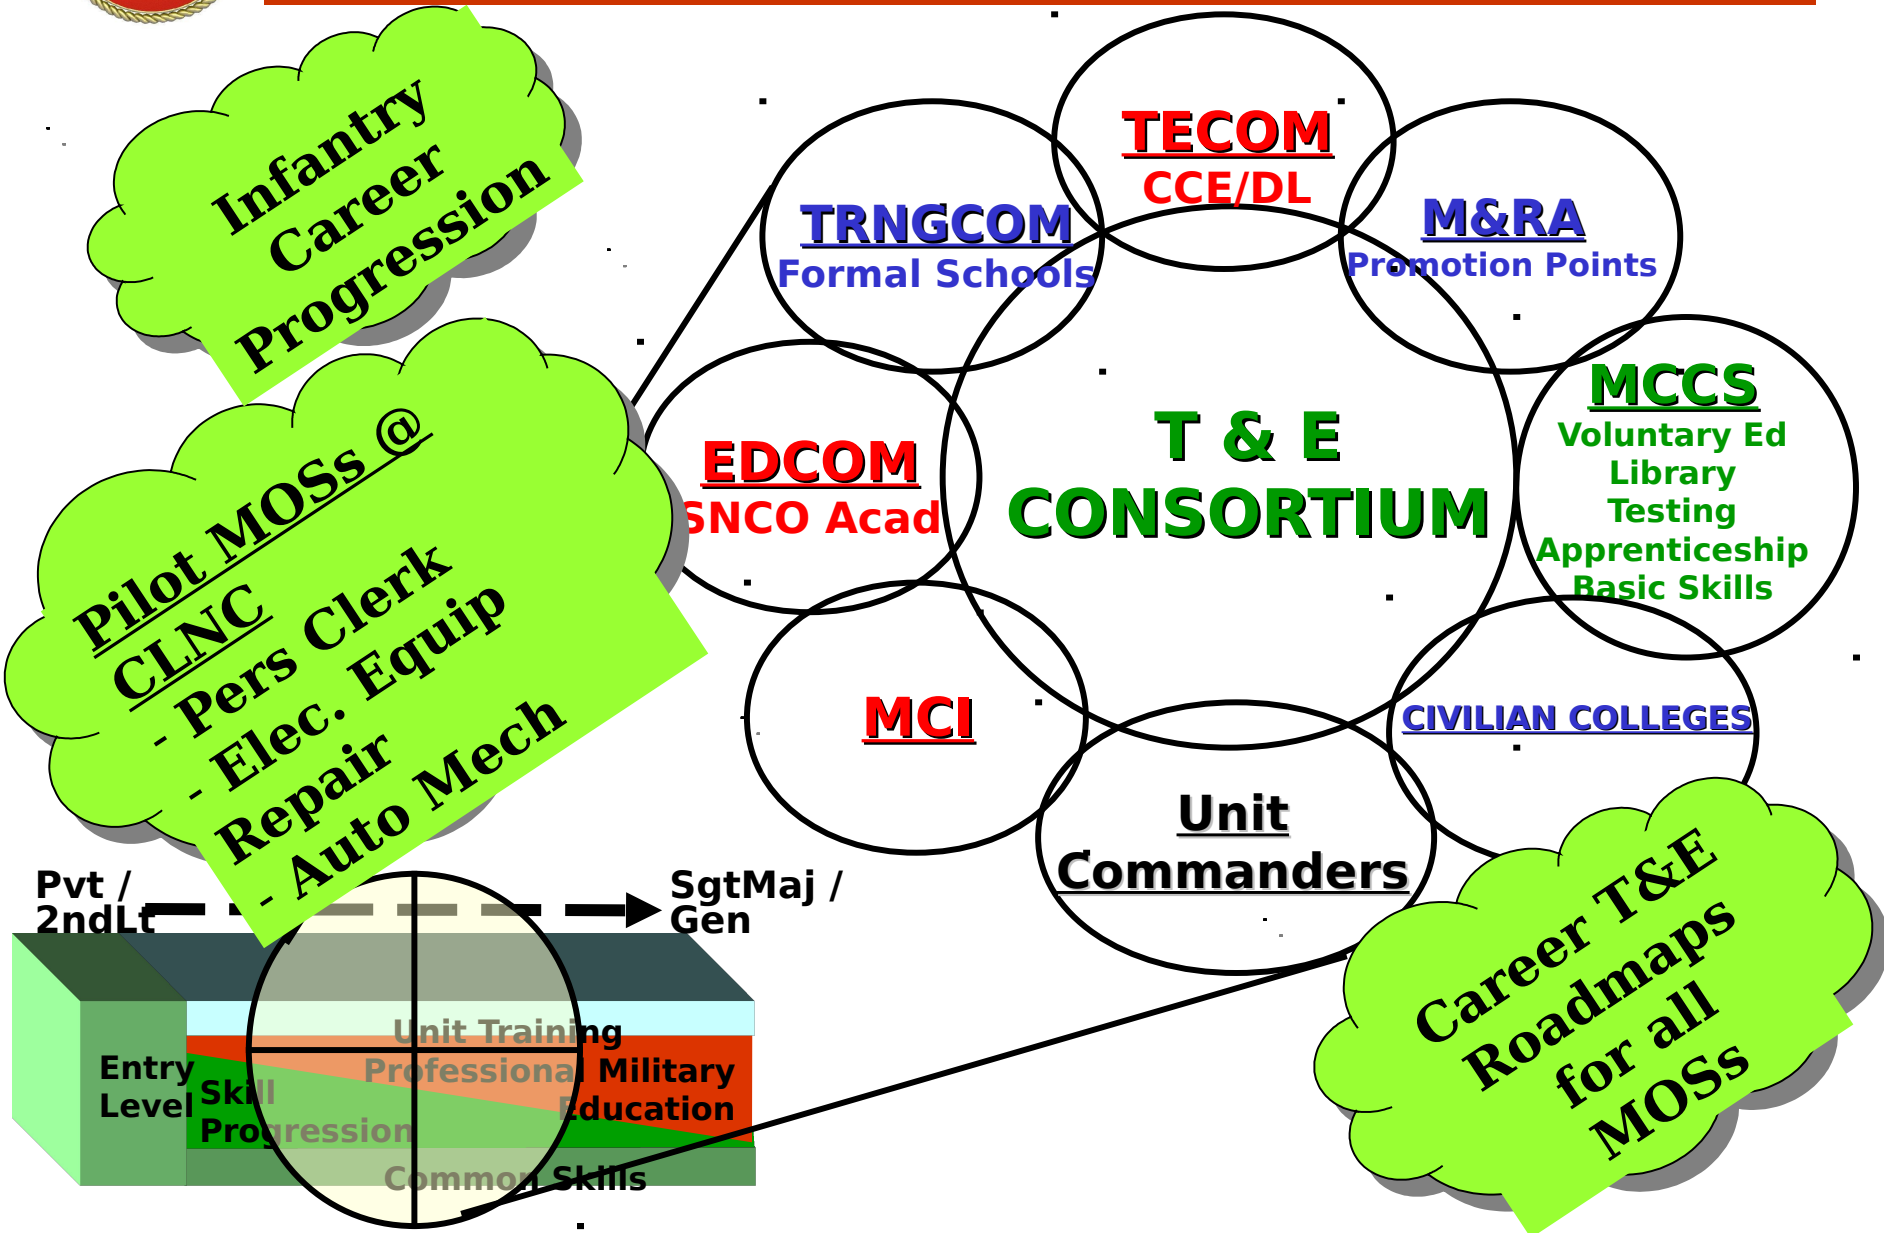 Infantry
Career
Progression
TECOM
CCE/DL
TRNGCOM
Formal Schools
M&RA
Promotion Points
MCCS
Voluntary Ed
Library
Testing
Apprenticeship
Basic Skills
T & E
CONSORTIUM
EDCOM
SNCO Acad
Pilot MOSs @
CLNC
- Pers Clerk
- Elec. Equip
Repair
- Auto Mech
MCI
CIVILIAN COLLEGES
Unit
Commanders
Career T&E
Roadmaps
for all
MOSs
Pvt /
2ndLt
SgtMaj /
Gen
Unit Training
Professional Military
Education
Entry
Level
Skill
Progression
Common Skills